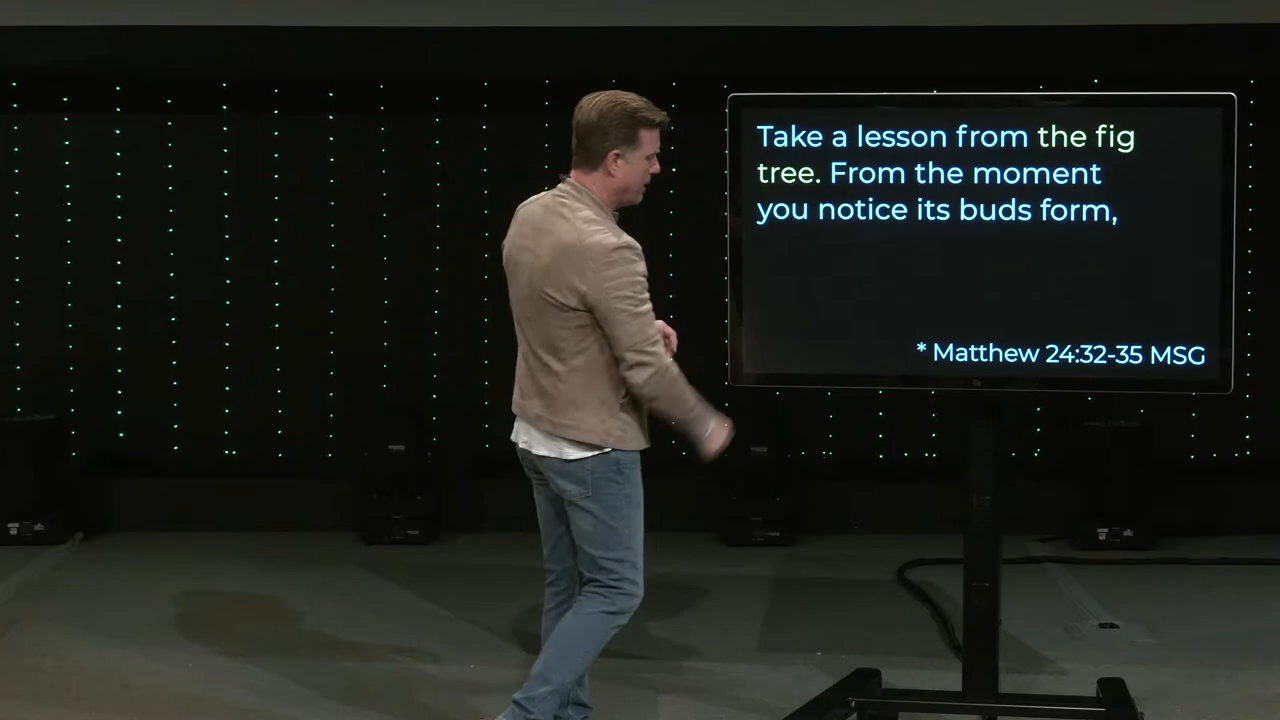 Take a lesson from the fig
tree. From the moment
you notice its buds form,
* Matthew 24:32-35 MSG